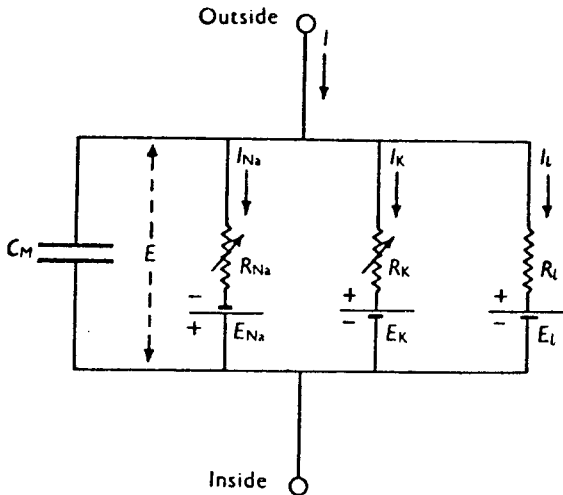 Outside
I
I_Na I_K I_l
C_M E R_Na R_K R_l
- + +
+ E_Na - E_K - E_l
Inside